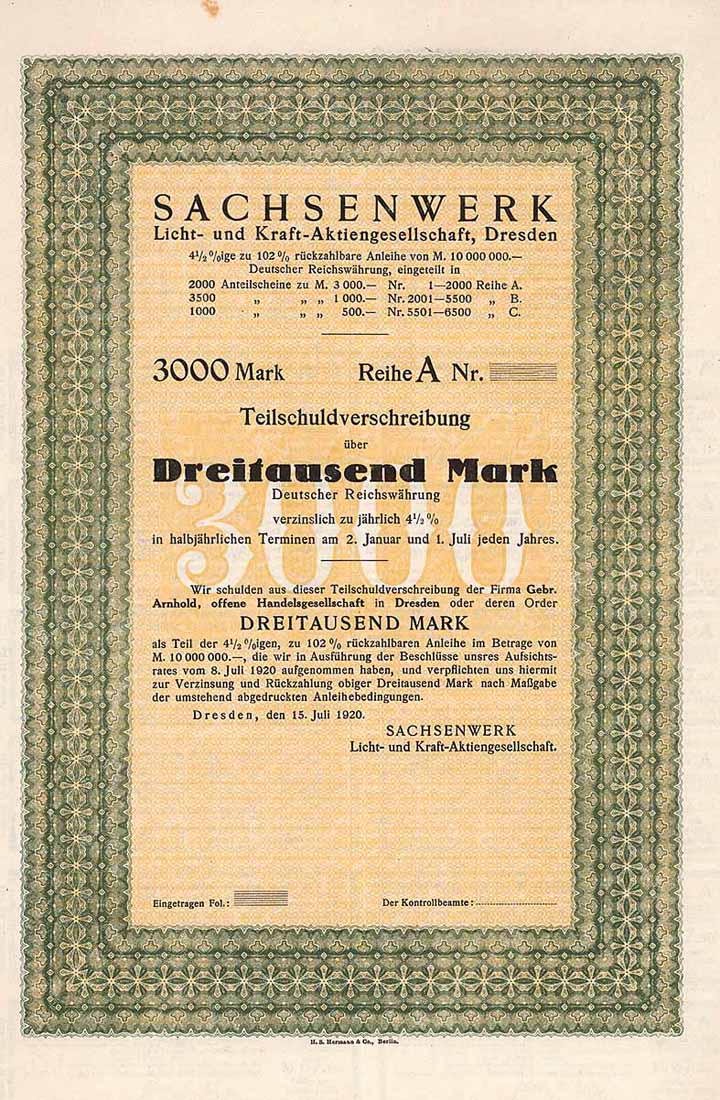 SACHSENWERK
Licht- und Kraft-Aktiengesellschaft, Dresden
4½%ige zu 102% rückzahlbare Anleihe von M. 10 000 000.—
Deutscher Reichswährung, eingeteilt in
2000 Anteilscheine zu M. 3 000.— Nr. 1—2000 Reihe A.
3500 „ „ „ 1 000.— Nr. 2001—5500 „ B.
1000 „ „ „ 500.— Nr. 5501—6500 „ C.
3000 Mark Reihe A Nr.
Teilschuldverschreibung
über
Dreitausend Mark
3000
Deutscher Reichswährung
verzinslich zu jährlich 4½%
in halbjährlichen Terminen am 2. Januar und 1. Juli jeden Jahres.
Wir schulden aus dieser Teilschuldverschreibung der Firma Gebr.
Arnhold, offene Handelsgesellschaft in Dresden oder deren Order
DREITAUSEND MARK
als Teil der 4½%igen, zu 102% rückzahlbaren Anleihe im Betrage von
M. 10 000 000.—, die wir in Ausführung der Beschlüsse unsres Aufsichts-
rates vom 8. Juli 1920 aufgenommen haben, und verpflichten uns hiermit
zur Verzinsung und Rückzahlung obiger Dreitausend Mark nach Maßgabe
der umstehend abgedruckten Anleihebedingungen.
Dresden, den 15. Juli 1920.
SACHSENWERK
Licht- und Kraft-Aktiengesellschaft.
Eingetragen Fol.: Der Kontrollbeamte:
H. S. Hermann & Co., Berlin.